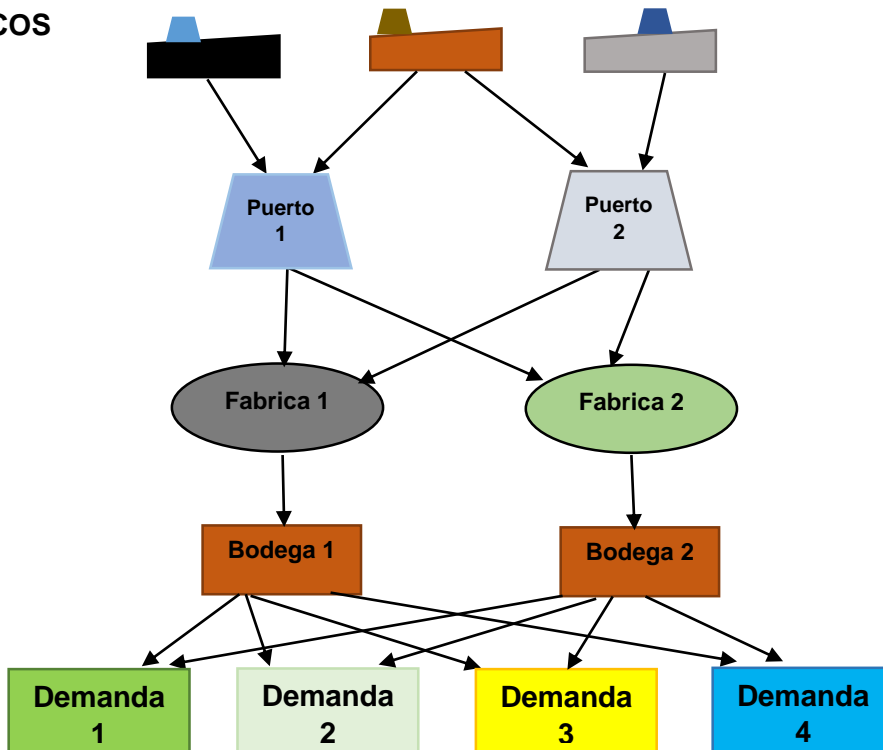 COS
Puerto
1
Puerto
2
Fabrica 1
Fabrica 2
Bodega 1
Bodega 2
Demanda
1
Demanda
2
Demanda
3
Demanda
4